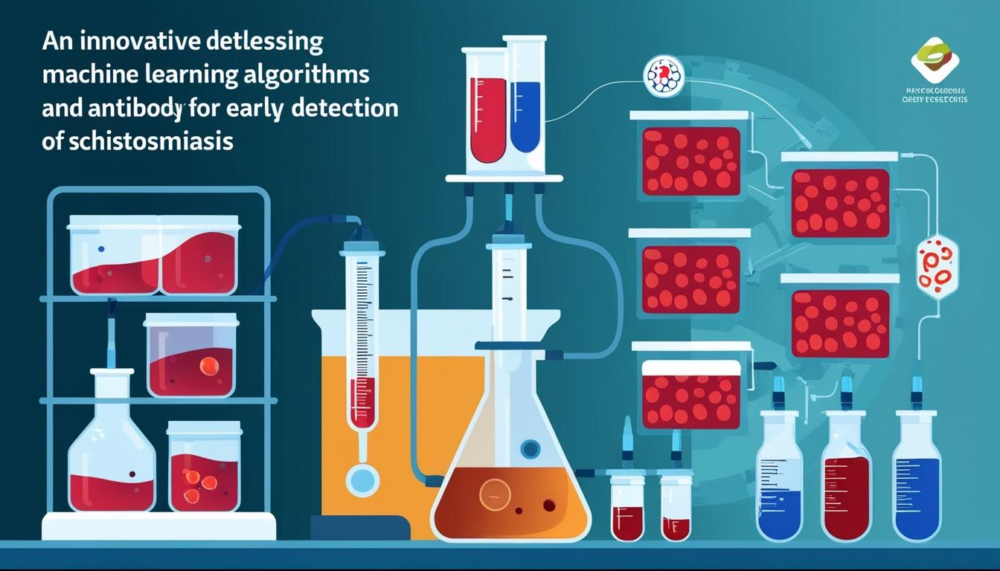 An innovative detlessing
machine learning algorithms
and antibody for early detection
of schistosmiasis